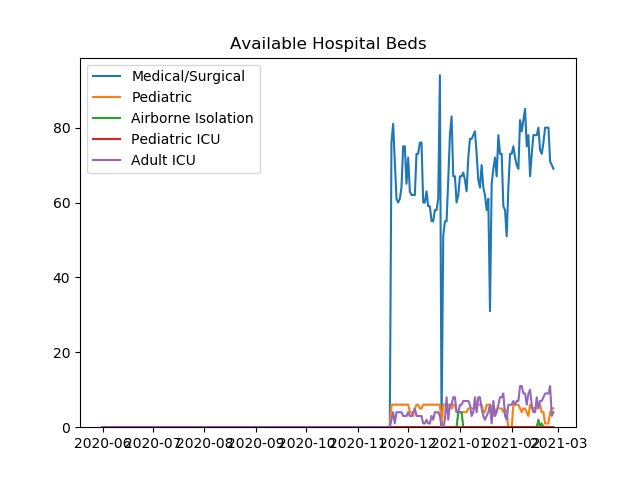 Available Hospital Beds
Medical/Surgical
Pediatric
Airborne Isolation
Pediatric ICU
Adult ICU
80
60
40
20
0
2020-06 2020-07 2020-08 2020-09 2020-10 2020-11 2020-12 2021-01 2021-02 2021-03